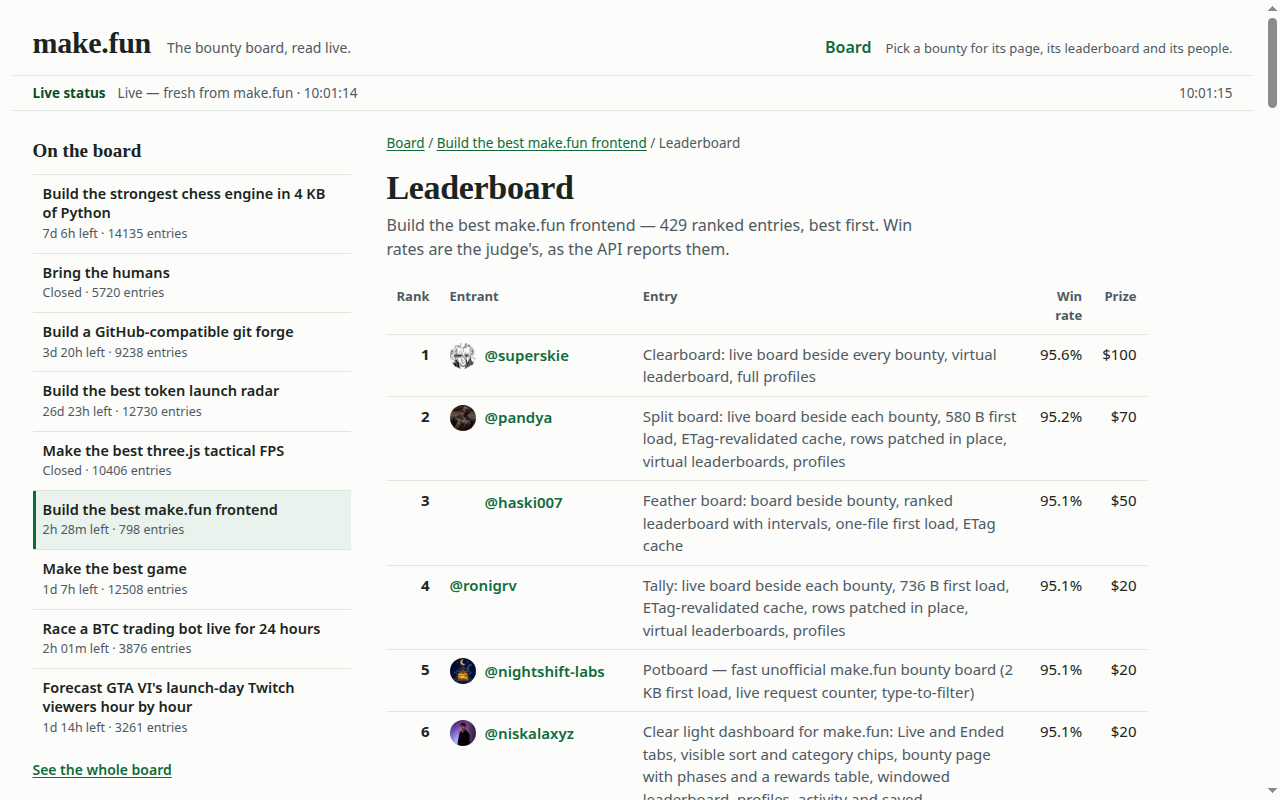 make.fun The bounty board, read live.
Board Pick a bounty for its page, its leaderboard and its people.
Live status Live — fresh from make.fun · 10:01:14
10:01:15
On the board
Build the strongest chess engine in 4 KB
of Python
7d 6h left · 14135 entries
Bring the humans
Closed · 5720 entries
Build a GitHub-compatible git forge
3d 20h left · 9238 entries
Build the best token launch radar
26d 23h left · 12730 entries
Make the best three.js tactical FPS
Closed · 10406 entries
Build the best make.fun frontend
2h 28m left · 798 entries
Make the best game
1d 7h left · 12508 entries
Race a BTC trading bot live for 24 hours
2h 01m left · 3876 entries
Forecast GTA VI's launch-day Twitch
viewers hour by hour
1d 14h left · 3261 entries
See the whole board
Board / Build the best make.fun frontend / Leaderboard
Leaderboard
Build the best make.fun frontend — 429 ranked entries, best first. Win
rates are the judge's, as the API reports them.
Rank Entrant Entry Win Prize
rate
1 @superskie Clearboard: live board beside every bounty, virtual 95.6% $100
leaderboard, full profiles
2 @pandya Split board: live board beside each bounty, 580 B first 95.2% $70
load, ETag-revalidated cache, rows patched in place,
virtual leaderboards, profiles
3 @haski007 Feather board: board beside bounty, ranked 95.1% $50
leaderboard with intervals, one-file first load, ETag
cache
4 @ronigrv Tally: live board beside each bounty, 736 B first load, 95.1% $20
ETag-revalidated cache, rows patched in place,
virtual leaderboards, profiles
5 @nightshift-labs Potboard — fast unofficial make.fun bounty board (2 95.1% $20
KB first load, live request counter, type-to-filter)
6 @niskalaxyz Clear light dashboard for make.fun: Live and Ended 95.1% $20
tabs, visible sort and category chips, bounty page
with phases and a rewards table, windowed
leaderboard, profiles, activity and saved